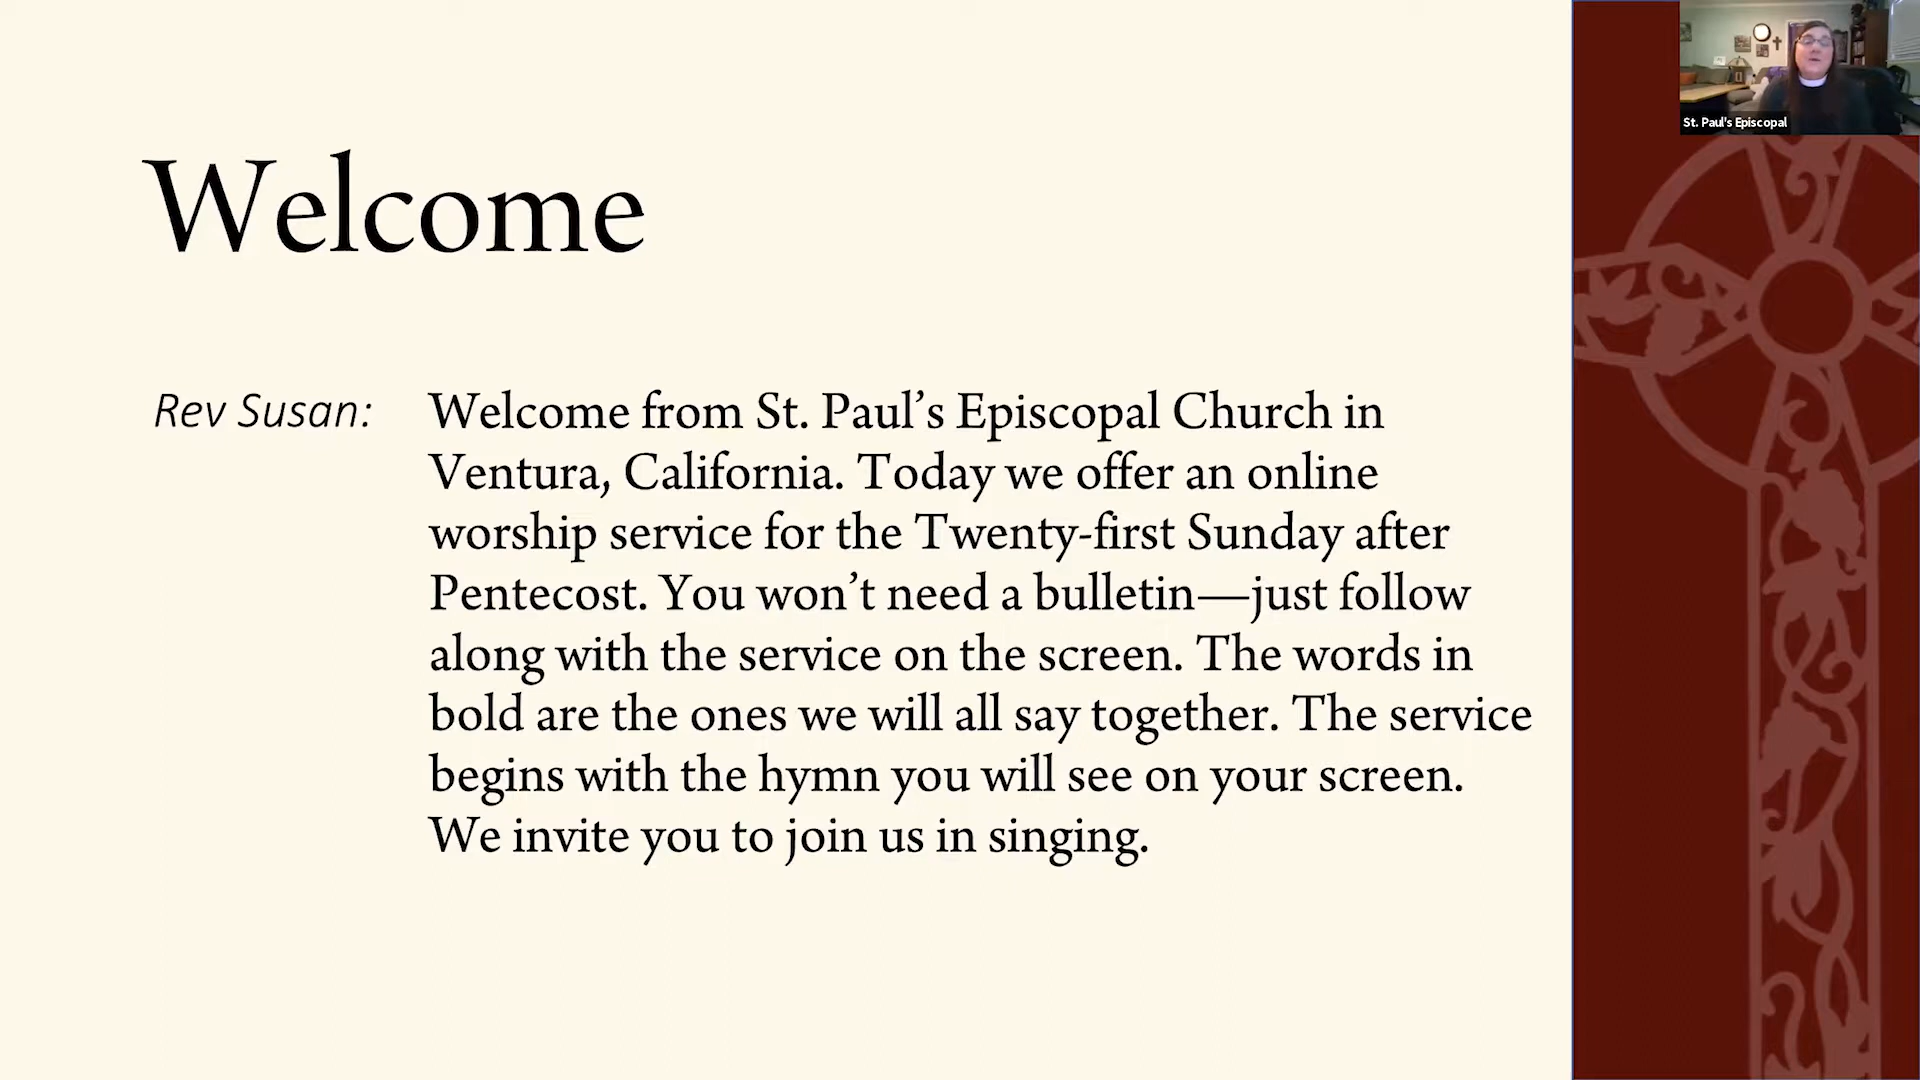 St. Paul's Episcopal
Welcome
Rev Susan: Welcome from St. Paul’s Episcopal Church in
Ventura, California. Today we offer an online
worship service for the Twenty-first Sunday after
Pentecost. You won’t need a bulletin—just follow
along with the service on the screen. The words in
bold are the ones we will all say together. The service
begins with the hymn you will see on your screen.
We invite you to join us in singing.